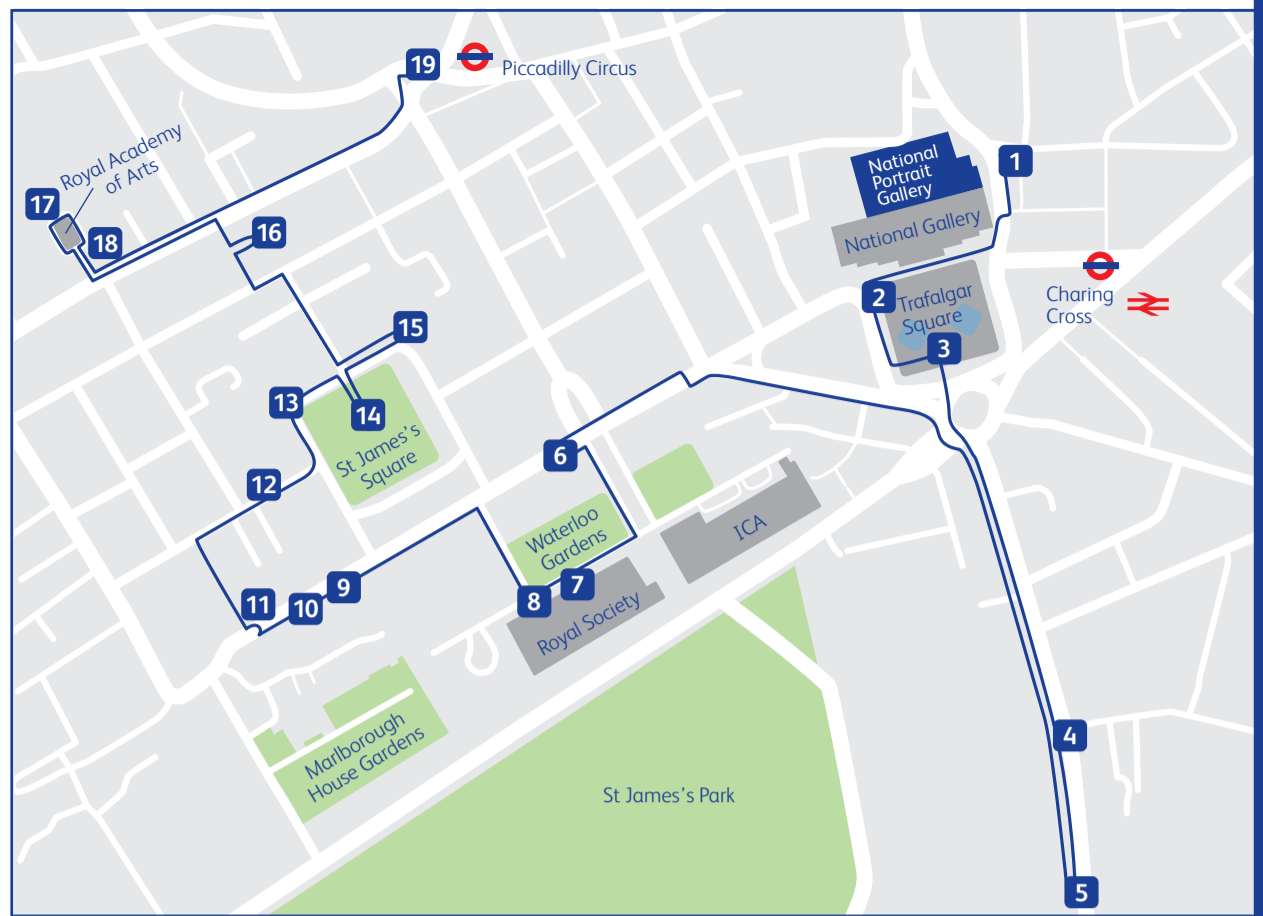 19
Piccadilly Circus
Royal Academy
of Arts
17
18
16
1
National
Portrait
Gallery
National Gallery
Charing
Cross
2
Trafalgar
Square
3
15
14
13
St James’s
Square
12
6
Waterloo
Gardens
ICA
7
8
Royal Society
9
10
11
Marlborough
House Gardens
St James’s Park
4
5